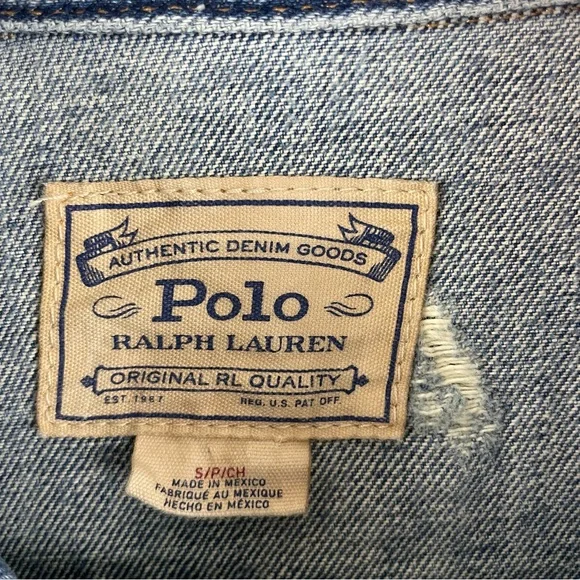 AUTHENTIC DENIM GOODS
Polo
RALPH LAUREN
ORIGINAL RL QUALITY
EST. 1967 REG. U.S. PAT OFF.
S/P/CH
MADE IN MEXICO
FABRIQUÉ AU MEXIQUE
HECHO EN MÉXICO